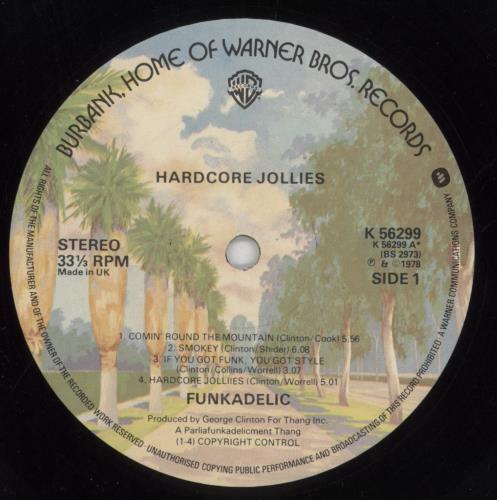 BURBANK, HOME OF WARNER BROS. RECORDS
HARDCORE JOLLIES
STEREO
33⅓ RPM
Made in UK
K 56299
K 56299 A*
(BS 2973)
Ⓟ & ©1978
SIDE 1
1. COMIN' ROUND THE MOUNTAIN (Clinton/Cook) 5.56
2. SMOKEY (Clinton/Shider) 6.08
3. IF YOU GOT FUNK, YOU GOT STYLE
(Clinton/Collins/Worrell) 3.07
4. HARDCORE JOLLIIES (Clinton/Worrell) 5.01
FUNKADELIC
Produced by George Clinton For Thang Inc.
A Parliafunkadelicment Thang
(1-4) COPYRIGHT CONTROL
ALL RIGHTS OF THE MANUFACTURER AND OF THE OWNER OF THE RECORDED WORK RESERVED UNAUTHORISED COPYING PUBLIC PERFORMANCE AND BROADCASTING OF THIS RECORD PROHIBITED. A WARNER COMMUNICATIONS COMPANY